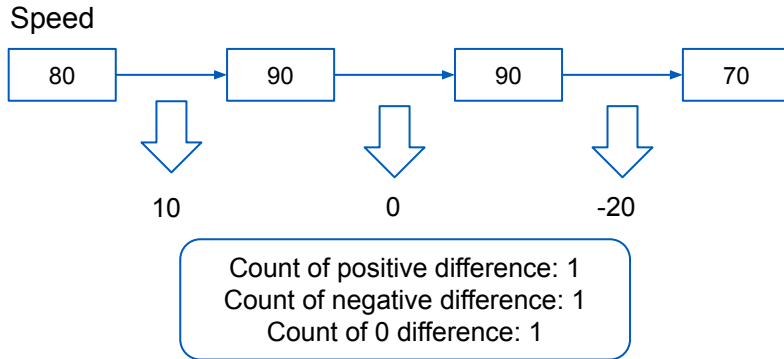 Speed
80 90 90 70
10 0 -20
Count of positive difference: 1
Count of negative difference: 1
Count of 0 difference: 1